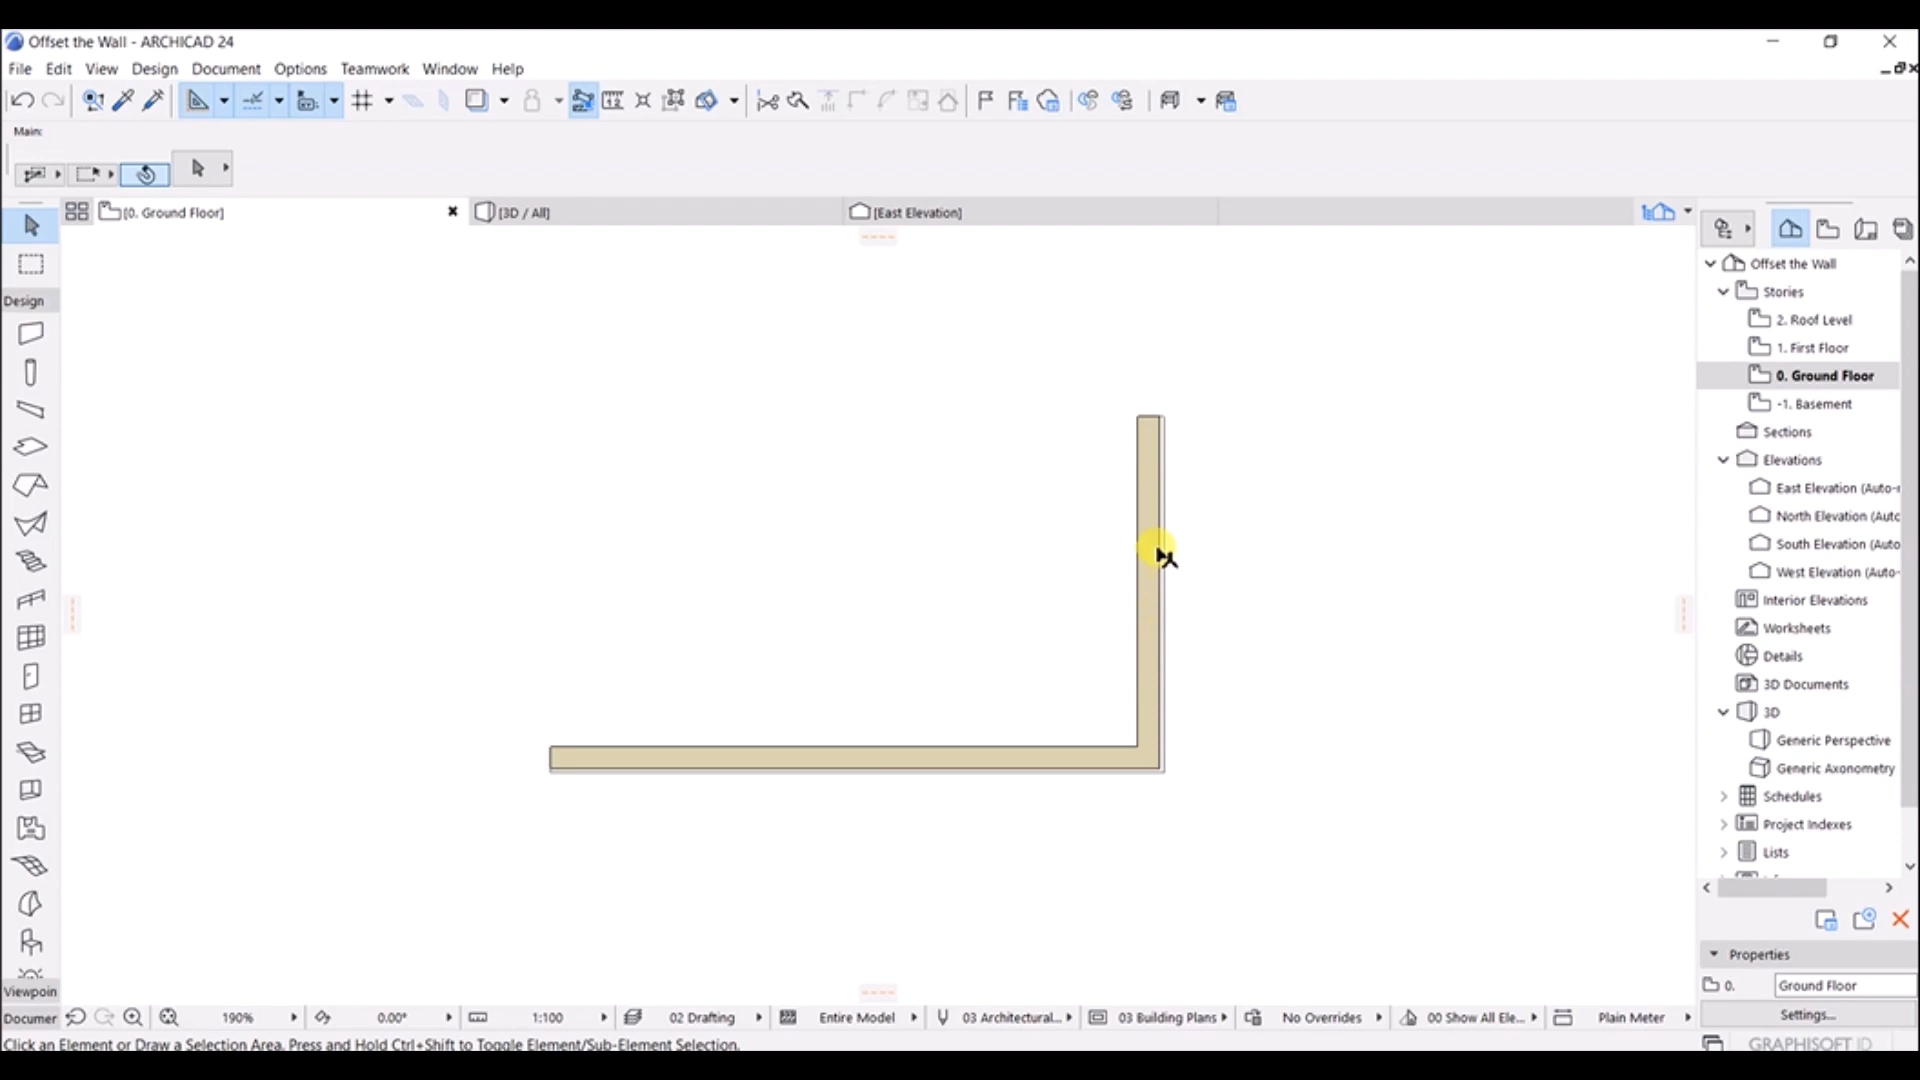 Offset the Wall - ARCHICAD 24
File Edit View Design Document Options Teamwork Window Help
Main:
[0. Ground Floor]
[3D / All]
[East Elevation]
Design
Viewpoin
Documer
Offset the Wall
Stories
2. Roof Level
1. First Floor
0. Ground Floor
-1. Basement
Sections
Elevations
East Elevation (Auto-r
North Elevation (Autc
South Elevation (Auto
West Elevation (Auto-
Interior Elevations
Worksheets
Details
3D Documents
3D
Generic Perspective
Generic Axonometry
Schedules
Project Indexes
Lists
Properties
0. Ground Floor
Settings...
190% 0.00° 1:100 02 Drafting Entire Model 03 Architectural... 03 Building Plans No Overrides 00 Show All Ele... Plain Meter
Click an Element or Draw a Selection Area. Press and Hold Ctrl+Shift to Toggle Element/Sub-Element Selection.
GRAPHISOFT ID